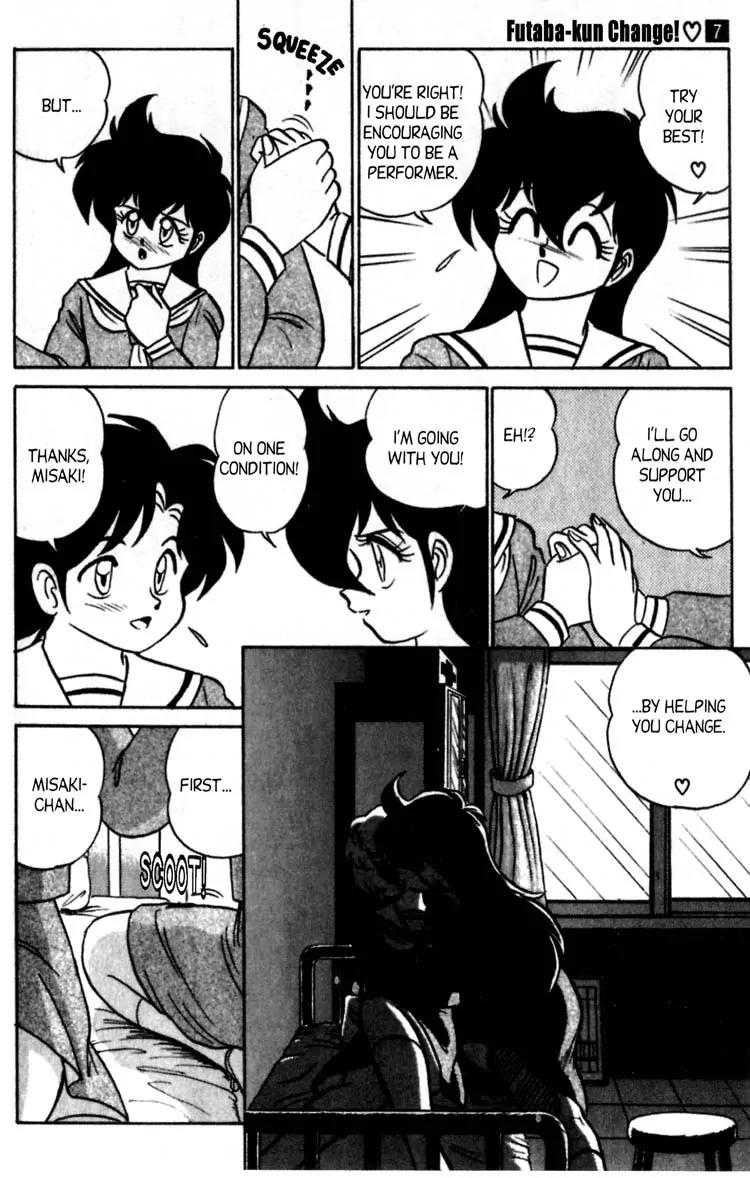 Futaba-kun Change! ♡ 7
TRY
YOUR
BEST!
♡
YOU'RE RIGHT!
I SHOULD BE
ENCOURAGING
YOU TO BE A
PERFORMER.
SQUEEZE
BUT...
I'LL GO
ALONG AND
SUPPORT
YOU...
EH!?
I'M GOING
WITH YOU!
ON ONE
CONDITION!
THANKS,
MISAKI!
...BY HELPING
YOU CHANGE.
♡
FIRST...
MISAKI-
CHAN...
SCOOT!